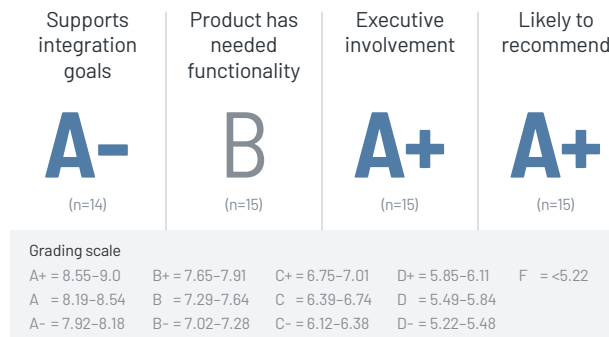 Supports
integration
goals
A-
(n=14)
Product has
needed
functionality
B
(n=15)
Executive
involvement
A+
(n=15)
Likely to
recommend
A+
(n=15)
Grading scale
A+ = 8.55–9.0 B+ = 7.65–7.91 C+ = 6.75–7.01 D+ = 5.85–6.11 F = <5.22
A = 8.19–8.54 B = 7.29–7.64 C = 6.39–6.74 D = 5.49–5.84
A- = 7.92–8.18 B- = 7.02–7.28 C- = 6.12–6.38 D- = 5.22–5.48